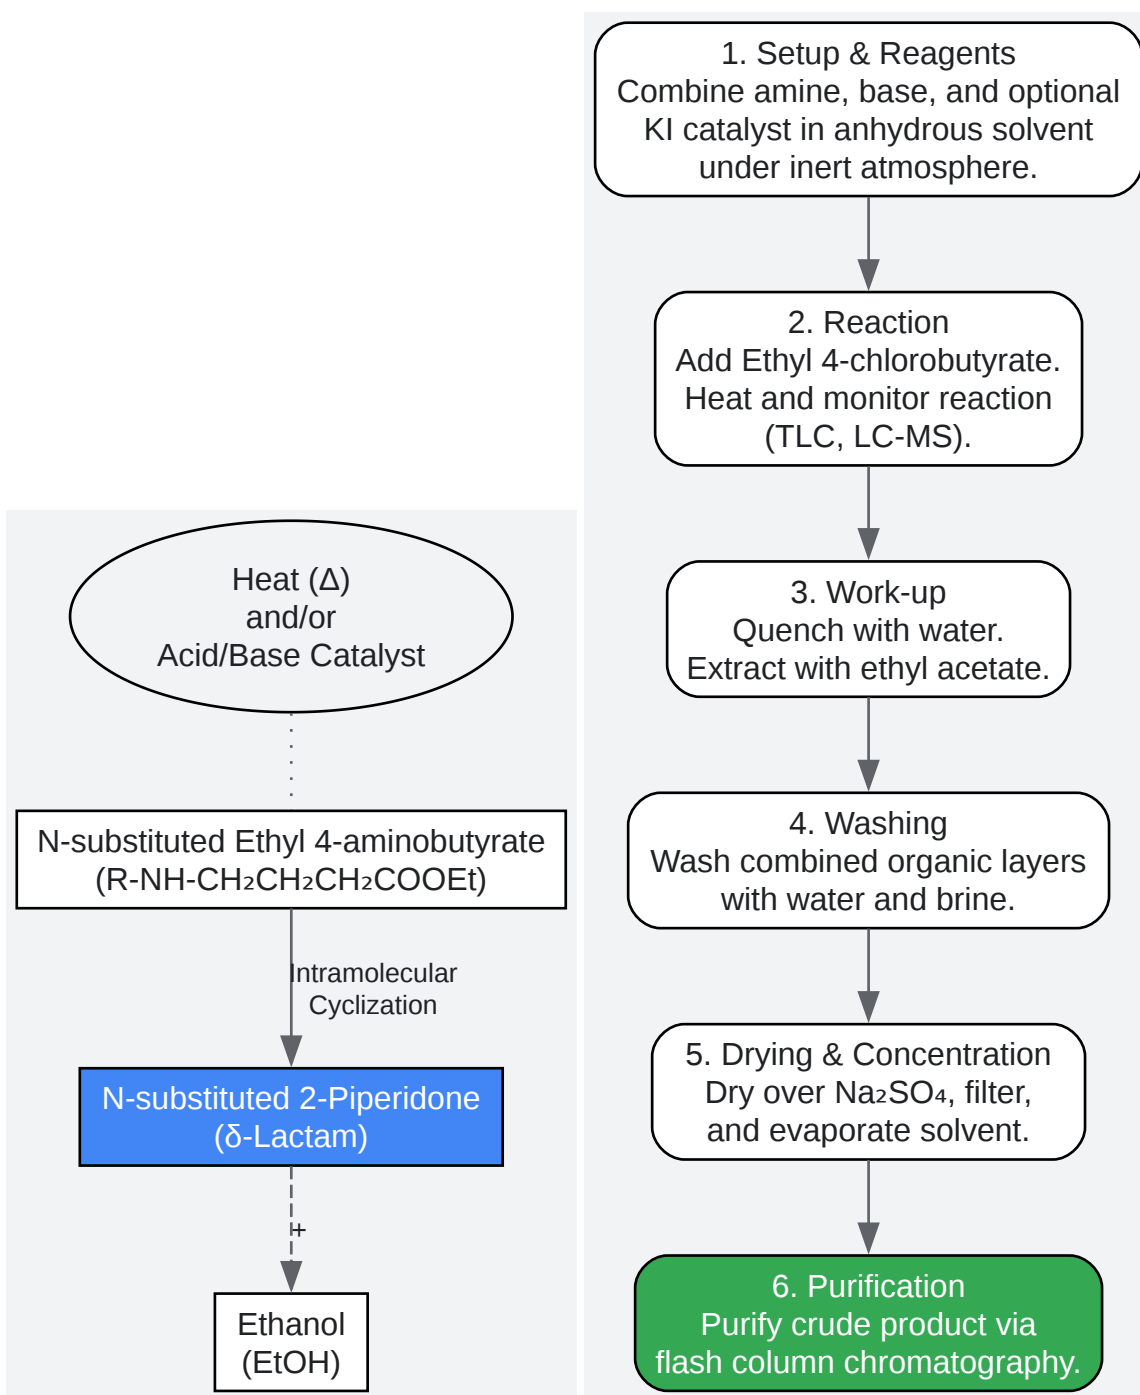 Heat (Δ)
and/or
Acid/Base Catalyst
N-substituted Ethyl 4-aminobutyrate
(R-NH-CH₂CH₂CH₂COOEt)
Intramolecular
Cyclization
N-substituted 2-Piperidone
(δ-Lactam)
+
Ethanol
(EtOH)
1. Setup & Reagents
Combine amine, base, and optional
KI catalyst in anhydrous solvent
under inert atmosphere.
2. Reaction
Add Ethyl 4-chlorobutyrate.
Heat and monitor reaction
(TLC, LC-MS).
3. Work-up
Quench with water.
Extract with ethyl acetate.
4. Washing
Wash combined organic layers
with water and brine.
5. Drying & Concentration
Dry over Na₂SO₄, filter,
and evaporate solvent.
6. Purification
Purify crude product via
flash column chromatography.